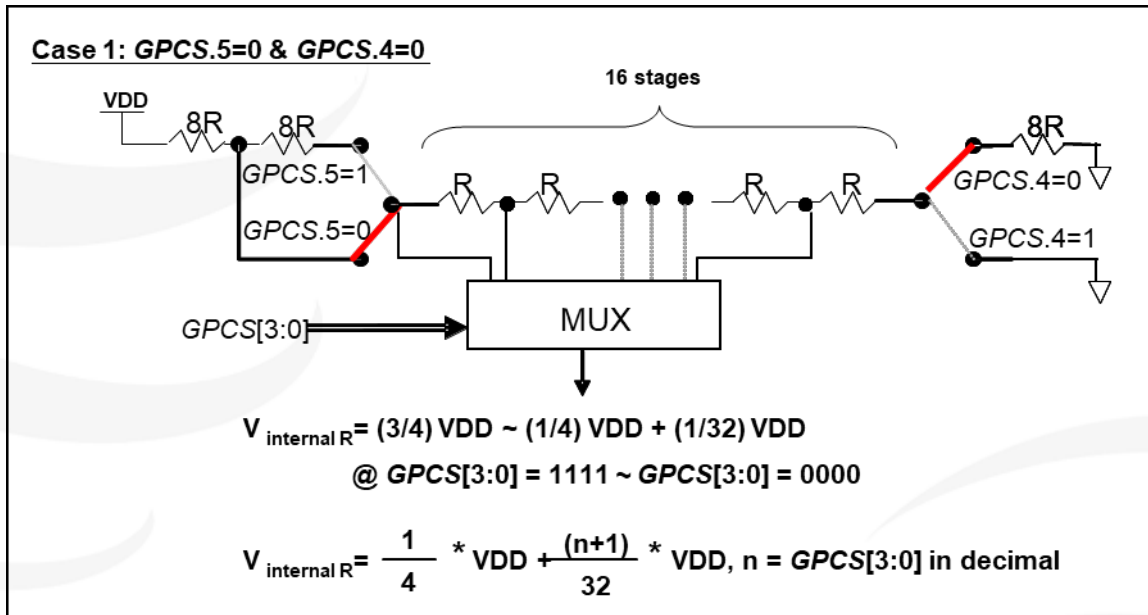 Case 1: GPCS.5=0 & GPCS.4=0
16 stages
VDD
8R
8R
8R
GPCS.5=1
R
R
R
R
GPCS.4=0
GPCS.5=0
GPCS.4=1
MUX
GPCS[3:0]
V internal R= (3/4) VDD ~ (1/4) VDD + (1/32) VDD
@ GPCS[3:0] = 1111 ~ GPCS[3:0] = 0000
V internal R= 1/4 * VDD + (n+1)/32 * VDD, n = GPCS[3:0] in decimal